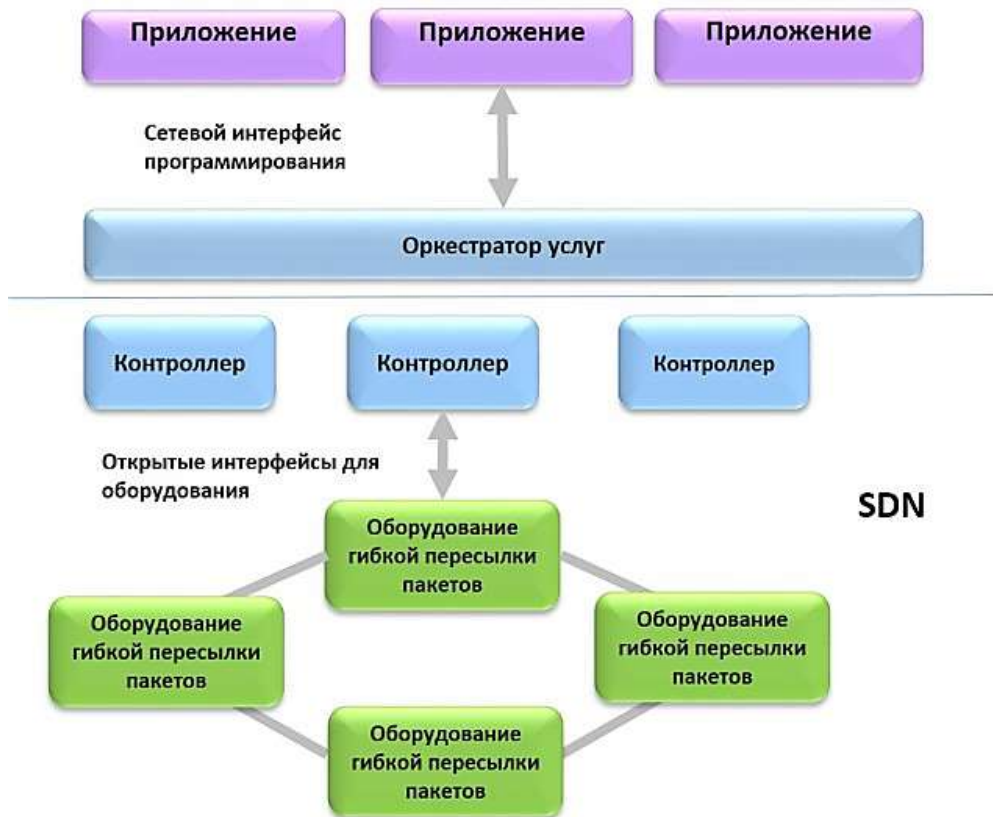 Приложение
Приложение
Приложение
Сетевой интерфейс
программирования
Оркестратор услуг
Контроллер
Контроллер
Контроллер
Открытые интерфейсы для
оборудования
SDN
Оборудование
гибкой пересылки
пакетов
Оборудование
гибкой пересылки
пакетов
Оборудование
гибкой пересылки
пакетов
Оборудование
гибкой пересылки
пакетов